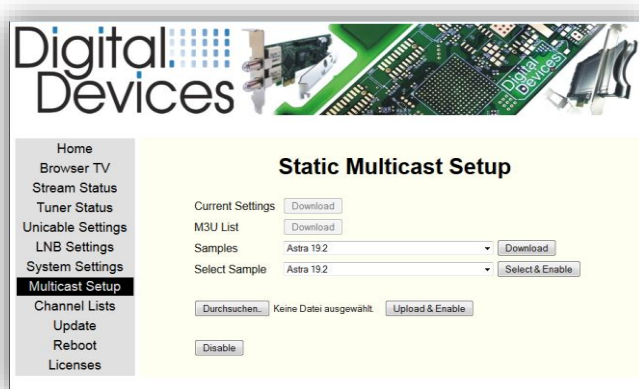 Digital
Devices
Digital
Devices
Home
Browser TV
Stream Status
Tuner Status
Unicable Settings
LNB Settings
System Settings
Multicast Setup
Channel Lists
Update
Reboot
Licenses
Static Multicast Setup
Current Settings Download
M3U List Download
Samples Astra 19.2 Download
Select Sample Astra 19.2 Select & Enable
Durchsuchen.. Keine Datei ausgewählt. Upload & Enable
Disable